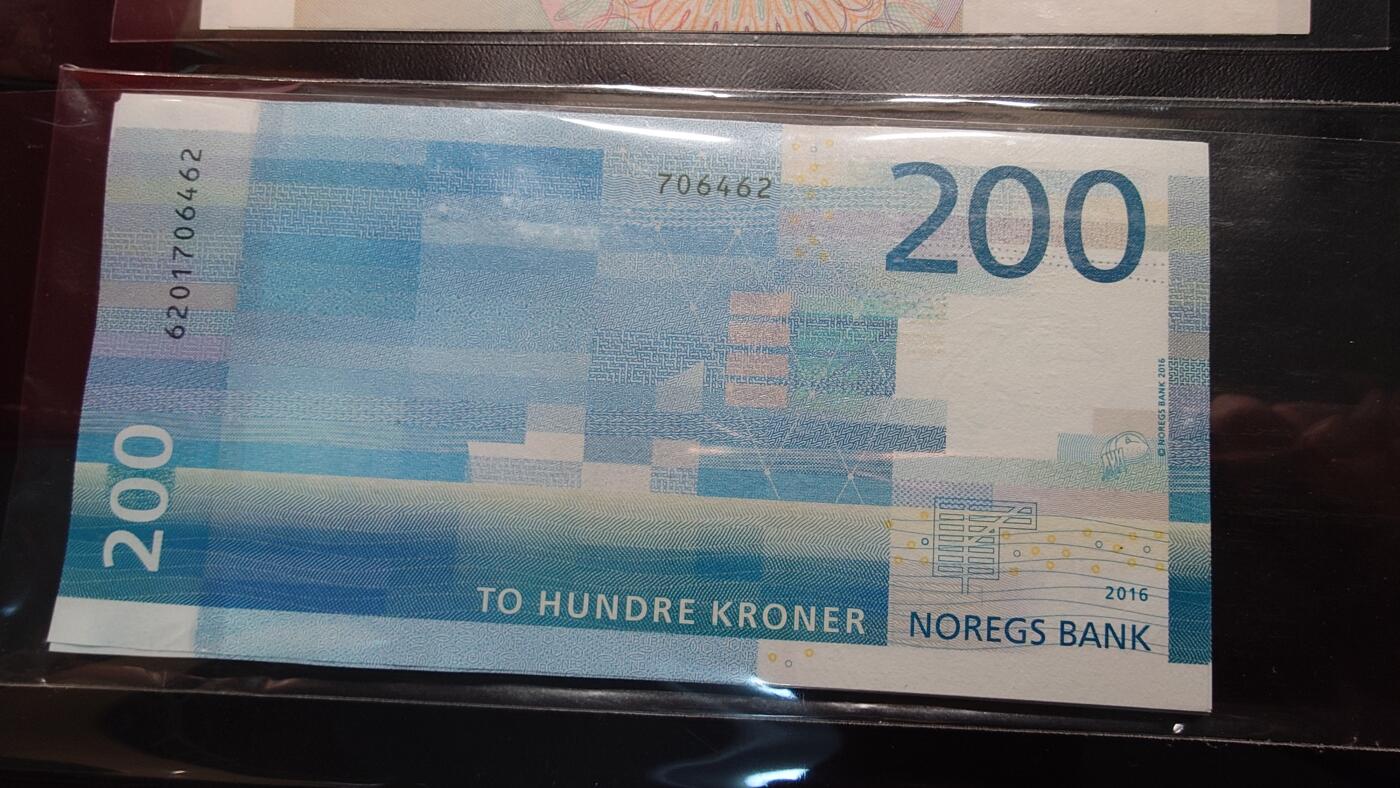 6201706462
706462
200
© NOREGS BANK 2016
200
TO HUNDRE KRONER
2016
NOREGS BANK